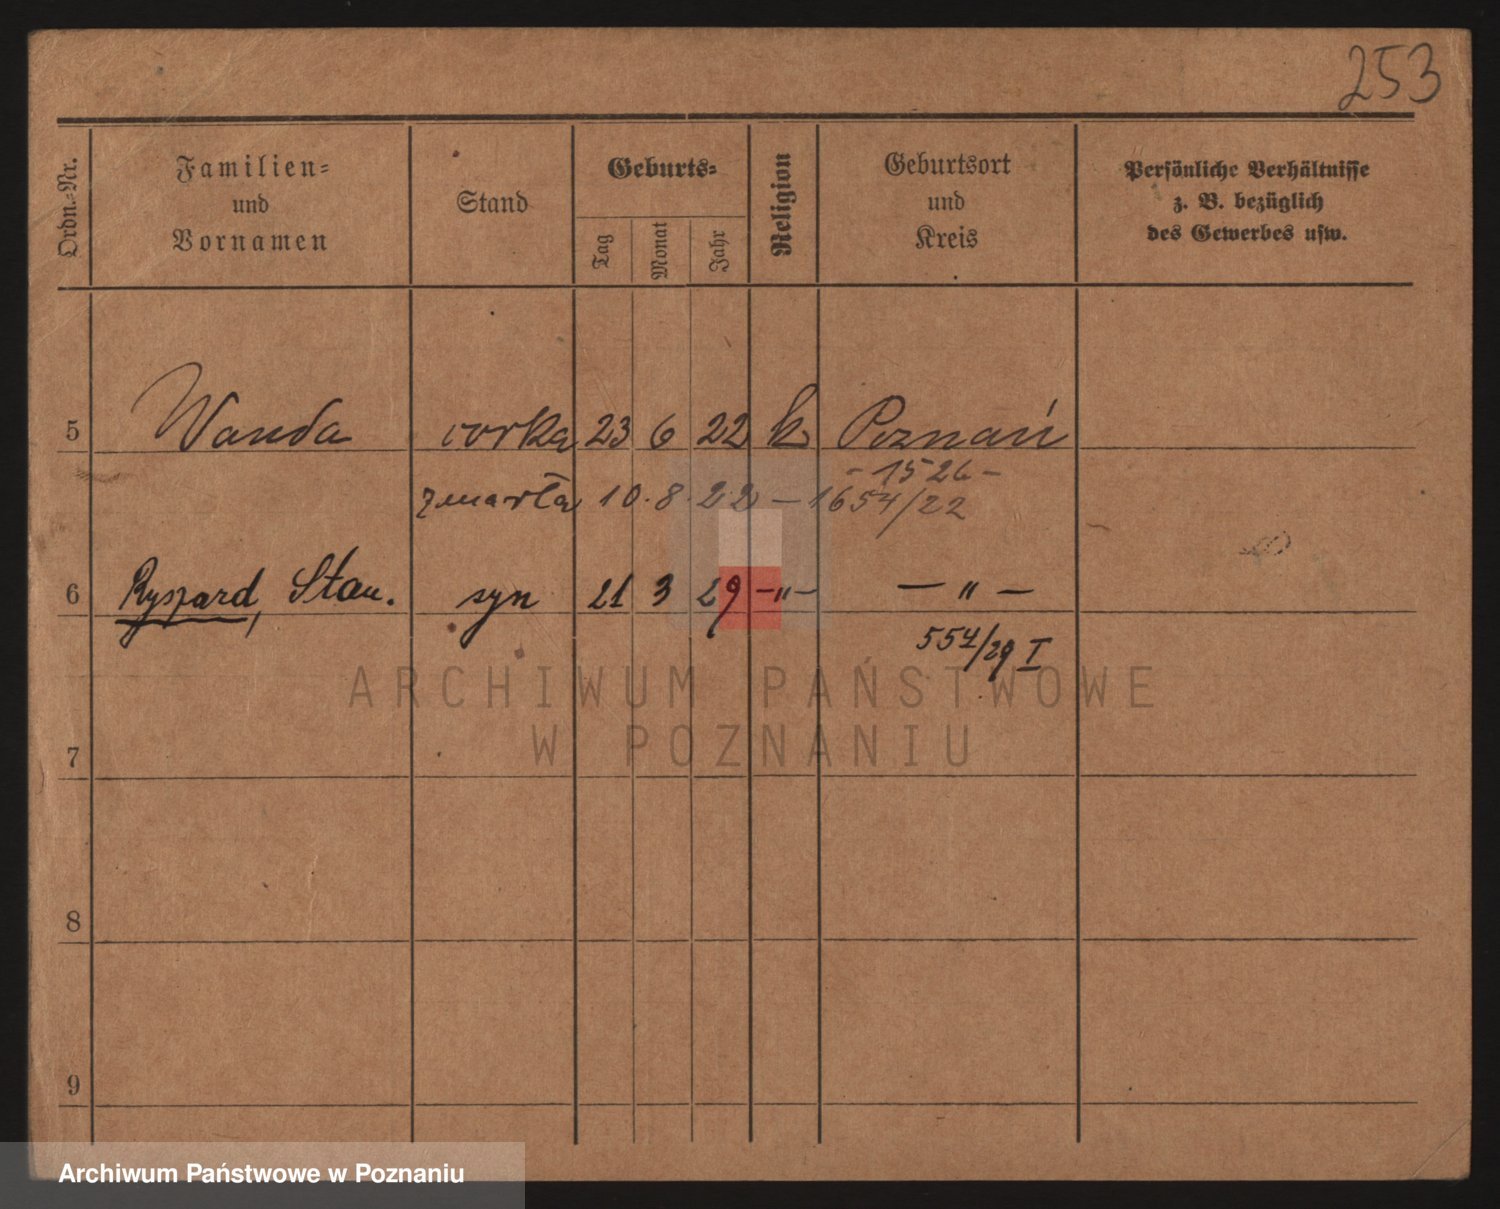 253
Ordn.-Nr.
Familien=
und
Vornamen
Stand
Geburts=
Tag
Monat
Jahr
Religion
Geburtsort
und
Kreis
Persönliche Verhältnisse
z. B. bezüglich
des Gewerbes usw.
5 Wanda corka 23 6 22 k Poznań
- 1526 -
zmarła 10. 8. 22 - 1654/22
6 Ryszard, Stan. syn 21 3 29 -"- - " -
554/29 I
ARCHIWUM PAŃSTWOWE
W POZNANIU
7
8
9
Archiwum Państwowe w Poznaniu